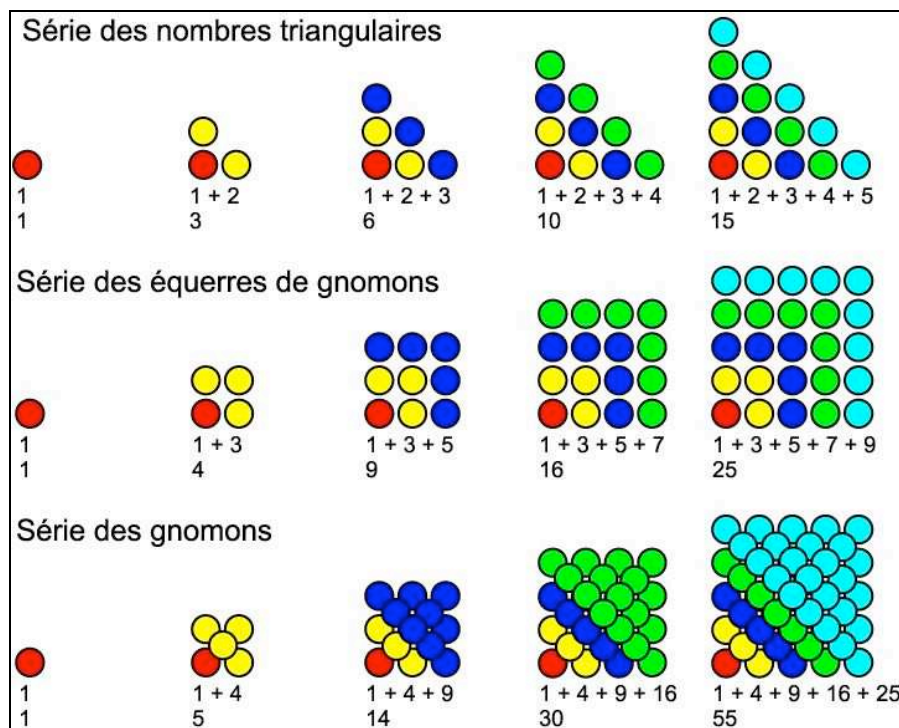 Série des nombres triangulaires
1 1 + 2 1 + 2 + 3 1 + 2 + 3 + 4 1 + 2 + 3 + 4 + 5
1 3 6 10 15
Série des équerres de gnomons
1 1 + 3 1 + 3 + 5 1 + 3 + 5 + 7 1 + 3 + 5 + 7 + 9
1 4 9 16 25
Série des gnomons
1 1 + 4 1 + 4 + 9 1 + 4 + 9 + 16 1 + 4 + 9 + 16 + 25
1 5 14 30 55